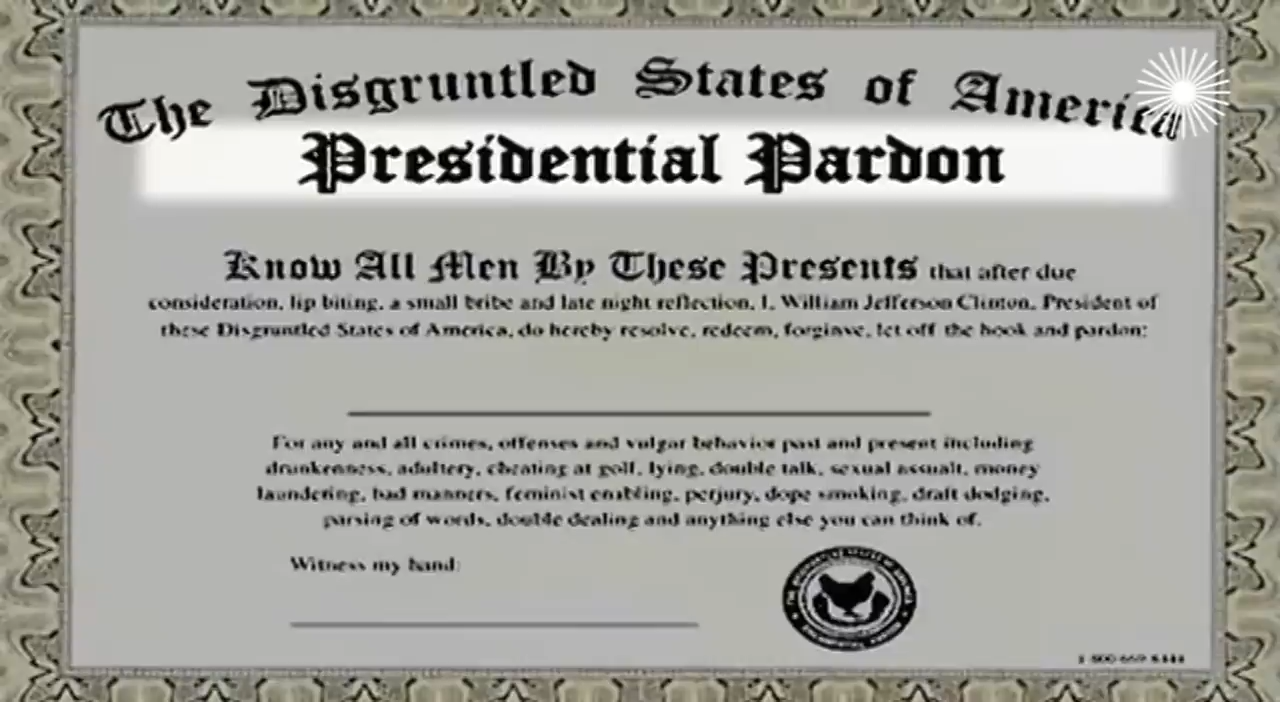 The Disgruntled States of America
Presidential Pardon
Know All Men By These Presents that after due
consideration, lip biting, a small bribe and late night reflection, I, William Jefferson Clinton, President of
these Disgruntled States of America, do hereby resolve, redeem, forgive, let off the hook and pardon:
For any and all crimes, offenses and vulgar behavior past and present including
drunkenness, adultery, cheating at golf, lying, double talk, sexual assualt, money
laundering, bad manners, feminist enabling, perjury, dope smoking, draft dodging,
parsing of words, double dealing and anything else you can think of.
Witness my hand: